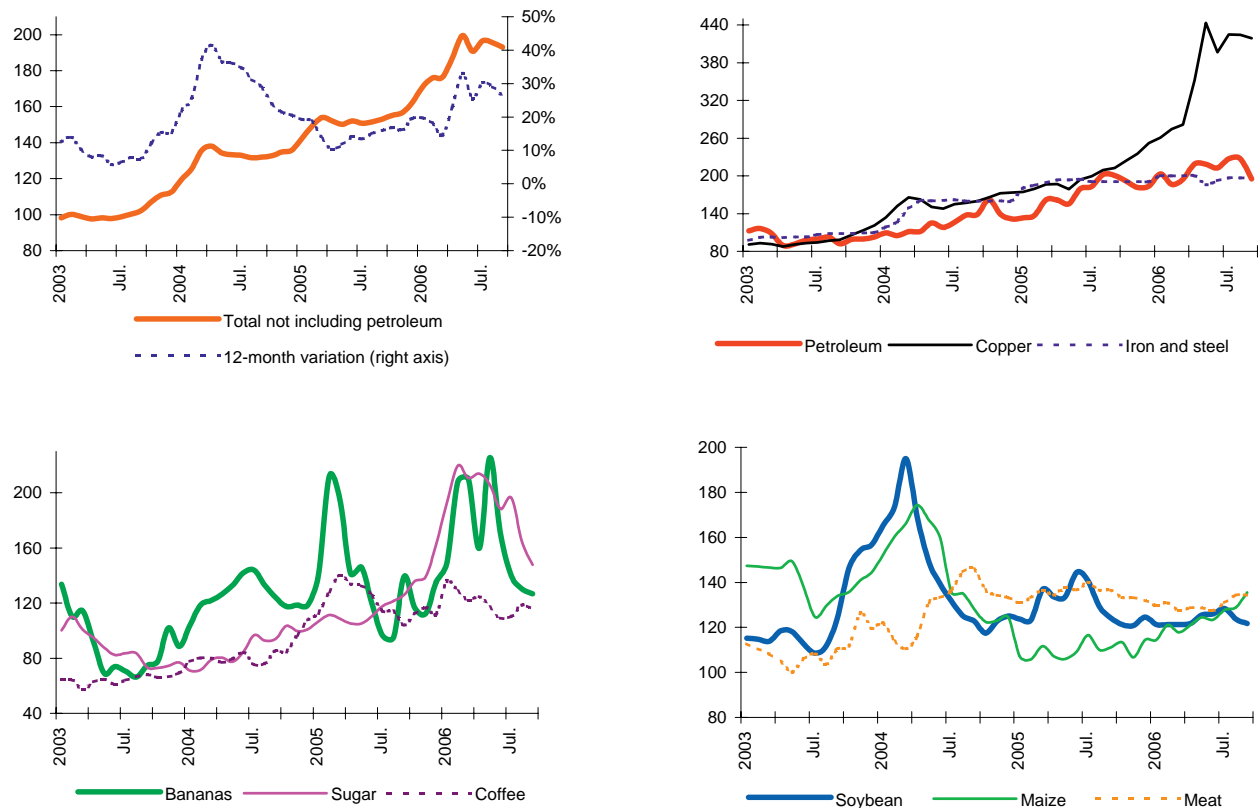 200
180
160
140
120
100
80
50%
40%
30%
20%
10%
0%
-10%
-20%
2003
Jul.
2004
Jul.
2005
Jul.
2006
Jul.
Total not including petroleum
12-month variation (right axis)
440
380
320
260
200
140
80
2003
Jul.
2004
Jul.
2005
Jul.
2006
Jul.
Petroleum Copper Iron and steel
200
160
120
80
40
2003
Jul.
2004
Jul.
2005
Jul.
2006
Jul.
Bananas Sugar Coffee
200
180
160
140
120
100
80
2003
Jul.
2004
Jul.
2005
Jul.
2006
Jul.
Soybean Maize Meat